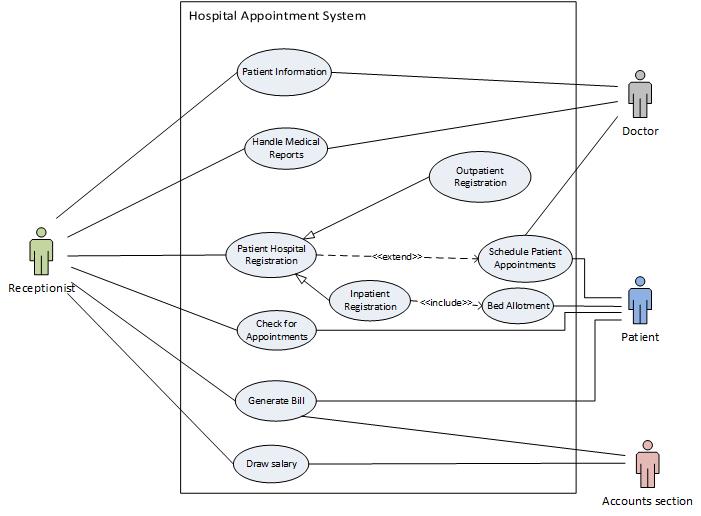 Hospital Appointment System
Patient Information
Doctor
Handle Medical
Reports
Outpatient
Registration
Receptionist
Patient Hospital
Registration
<<extend>>
Schedule Patient
Appointments
Inpatient
Registration
<<include>>
Bed Allotment
Patient
Check for
Appointments
Generate Bill
Draw salary
Accounts section